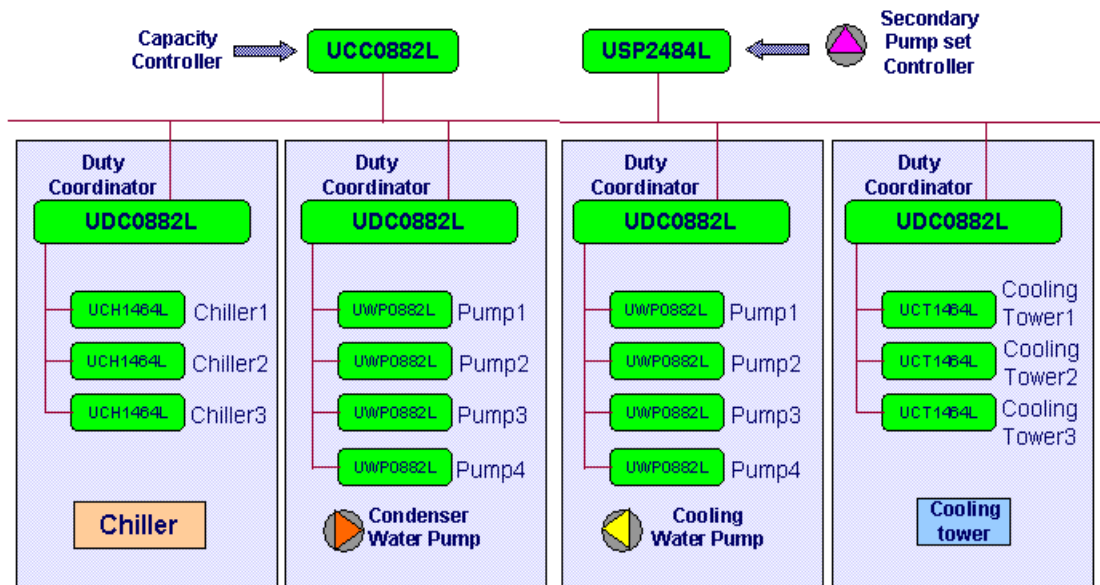 Capacity
Controller
UCC0882L
USP2484L
Secondary
Pump set
Controller
Duty
Coordinator
UDC0882L
UCH1464L Chiller1
UCH1464L Chiller2
UCH1464L Chiller3
Chiller
Duty
Coordinator
UDC0882L
UWP0882L Pump1
UWP0882L Pump2
UWP0882L Pump3
UWP0882L Pump4
Condenser
Water Pump
Duty
Coordinator
UDC0882L
UWP0882L Pump1
UWP0882L Pump2
UWP0882L Pump3
UWP0882L Pump4
Cooling
Water Pump
Duty
Coordinator
UDC0882L
UCT1464L
Cooling
Tower1
UCT1464L
Cooling
Tower2
UCT1464L
Cooling
Tower3
Cooling
tower